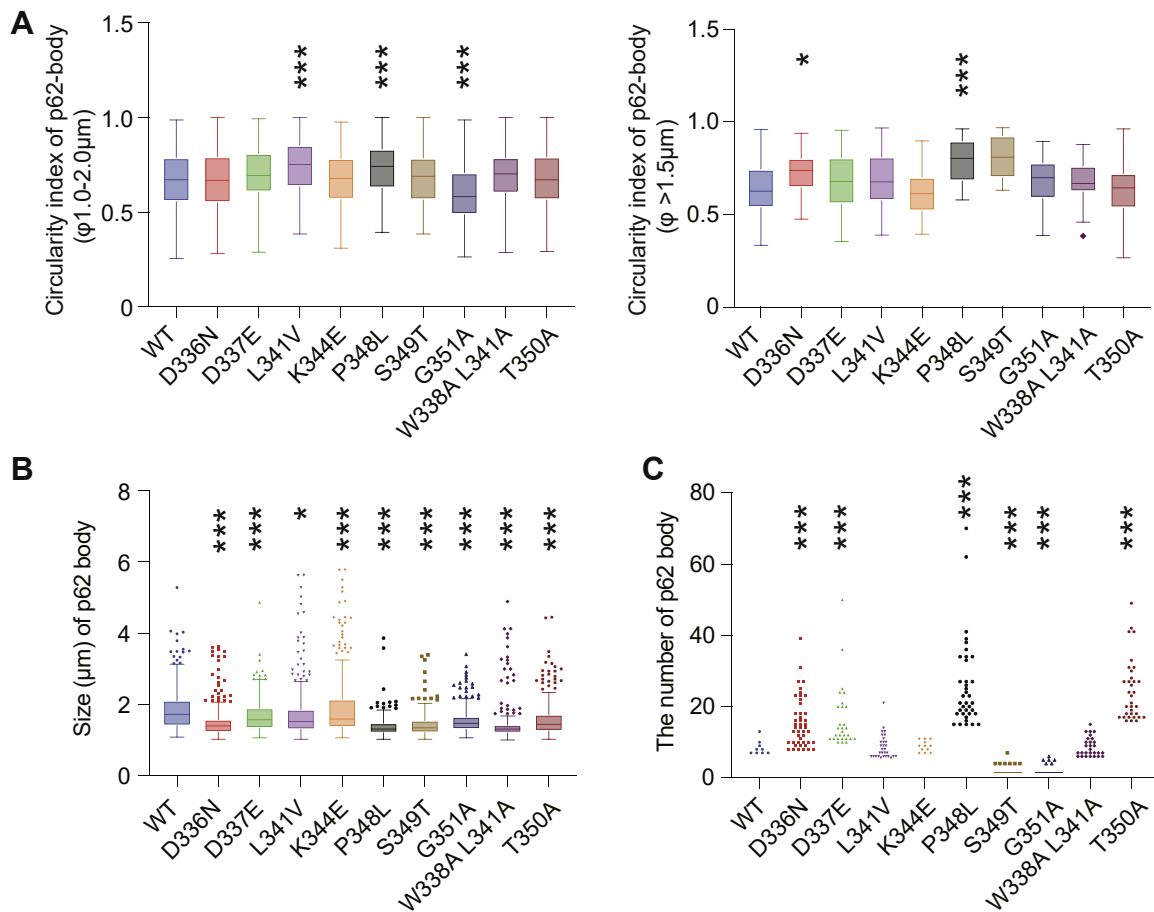 A
Circularity index of p62-body
(φ1.0-2.0μm)
1.5
1.0
0.5
0
***
***
***
WT
D336N
D337E
L341V
K344E
P348L
S349T
G351A
W338A L341A
T350A
Circularity index of p62-body
(φ >1.5μm)
1.5
1.0
0.5
0
*
***
WT
D336N
D337E
L341V
K344E
P348L
S349T
G351A
W338A L341A
T350A
B
Size (μm) of p62 body
8
6
4
2
0
***
***
*
***
***
***
***
***
***
WT
D336N
D337E
L341V
K344E
P348L
S349T
G351A
W338A L341A
T350A
C
The number of p62 body
80
60
40
20
0
***
***
***
***
***
***
WT
D336N
D337E
L341V
K344E
P348L
S349T
G351A
W338A L341A
T350A